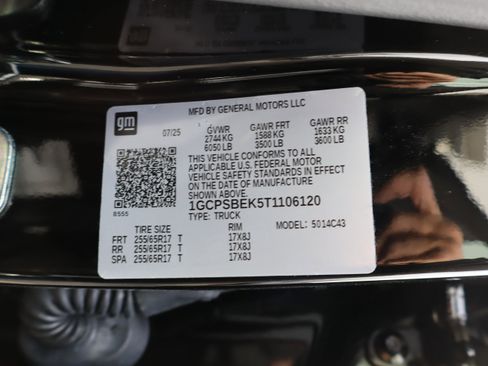 MFD BY GENERAL MOTORS LLC
gm
07/25
GVWR GAWR FRT GAWR RR
2744 KG 1588 KG 1633 KG
6050 LB 3500 LB 3600 LB
THIS VEHICLE CONFORMS TO ALL
APPLICABLE U.S. FEDERAL MOTOR
VEHICLE SAFETY STANDARDS IN EFFECT
ON THE DATE OF MANUFACTURE
SHOWN ABOVE.
1GCPSBEK5T1106120
TYPE: TRUCK
MODEL: 5014C43
8555
TIRE SIZE RIM
FRT 255/65R17 T 17X8J
RR 255/65R17 T 17X8J
SPA 255/65R17 T 17X8J